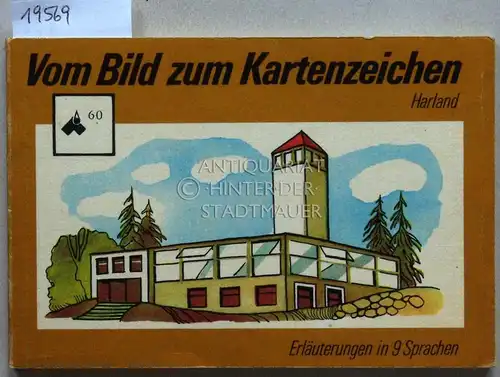 19569
Vom Bild zum Kartenzeichen
Harland
60
ANTIQUARIAT
© HINTER DER
STADTMAUER
Erläuterungen in 9 Sprachen